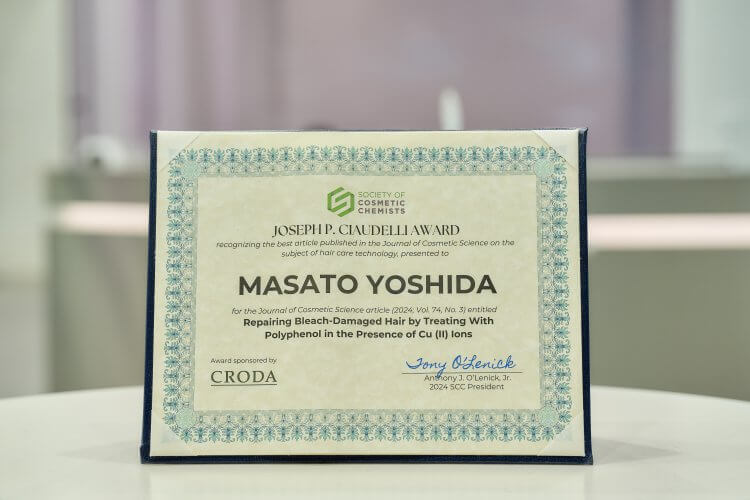 SOCIETY OF
COSMETIC
CHEMISTS
JOSEPH P. CIAUDELLI AWARD
recognizing the best article published in the Journal of Cosmetic Science on the
subject of hair care technology, presented to
MASATO YOSHIDA
for the Journal of Cosmetic Science article (2024; Vol. 74, No. 3) entitled
Repairing Bleach-Damaged Hair by Treating With
Polyphenol in the Presence of Cu (II) Ions
Award sponsored by
CRODA
Tony O'Lenick
Anthony J. O'Lenick, Jr.
2024 SCC President